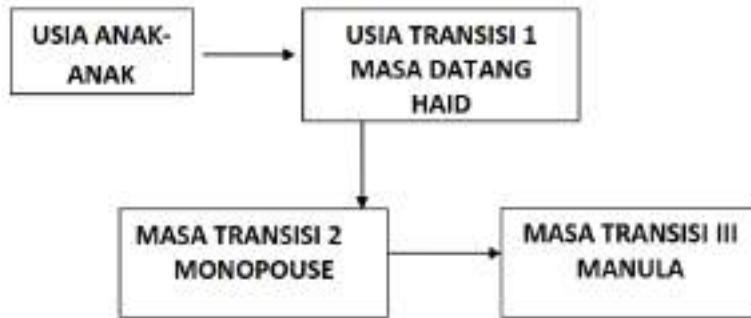 USIA ANAK-
ANAK
USIA TRANSISI 1
MASA DATANG
HAID
MASA TRANSISI 2
MONOPOUSE
MASA TRANSISI III
MANULA